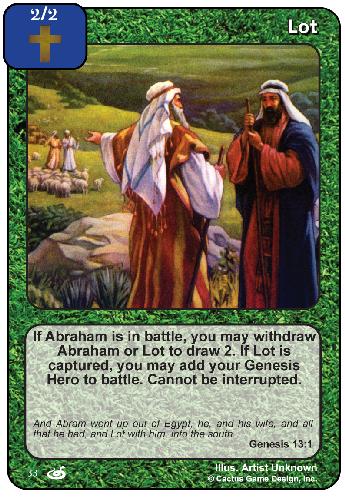 2/2
Lot
If Abraham is in battle, you may withdraw
Abraham or Lot to draw 2. If Lot is
captured, you may add your Genesis
Hero to battle. Cannot be interrupted.
And Abram went up out of Egypt, he, and his wife, and all
that he had, and Lot with him, into the south.
Genesis 13:1
Illus. Artist Unknown
© Cactus Game Design, Inc.